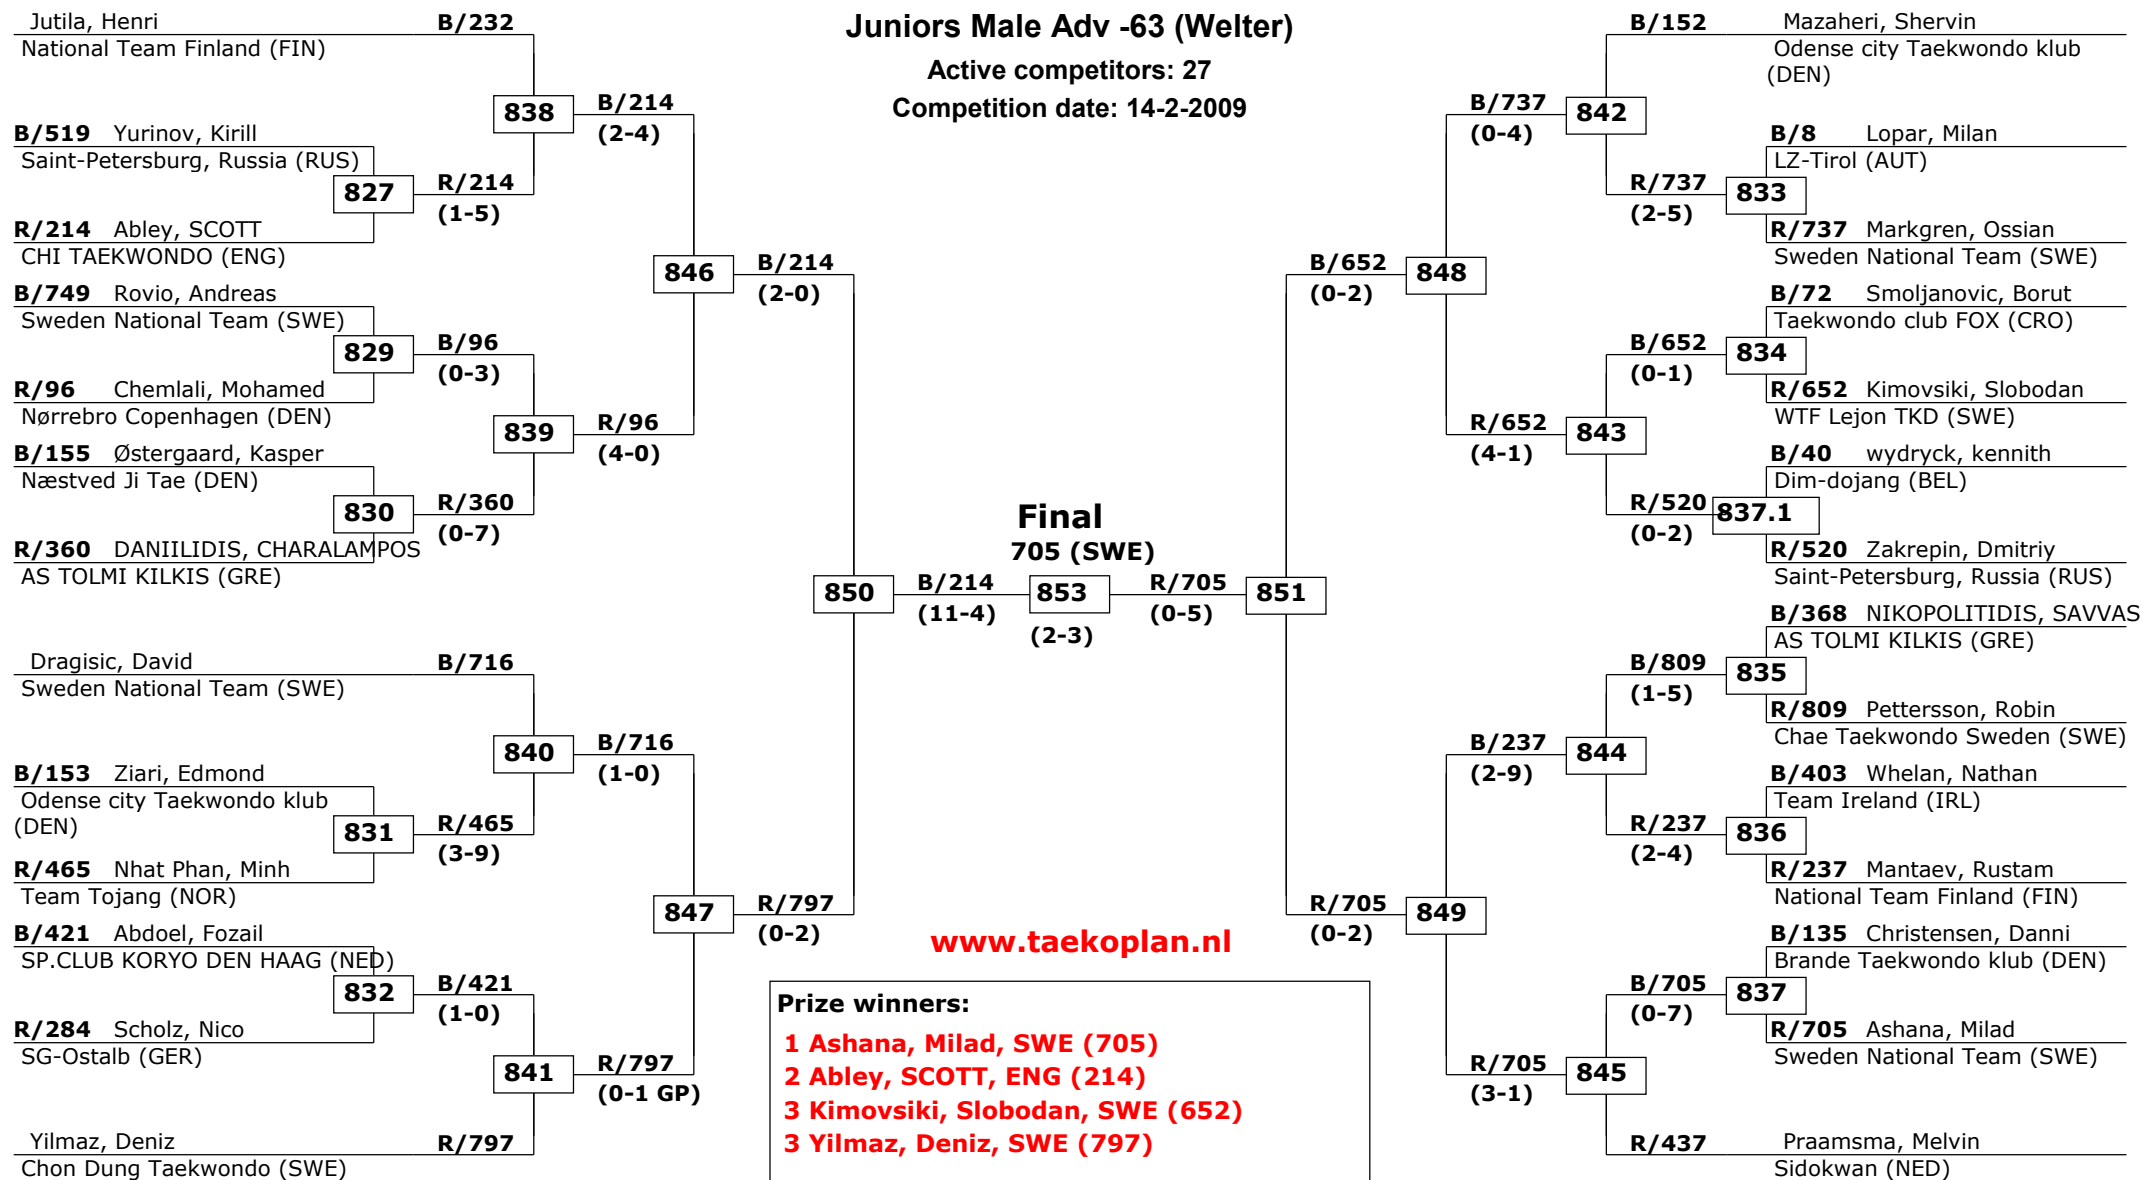 Juniors Male Adv -63 (Welter)
Active competitors: 27
Competition date: 14-2-2009
Jutila, Henri
B/232
National Team Finland (FIN)
838
B/214
(2-4)
B/519 Yurinov, Kirill
Saint-Petersburg, Russia (RUS)
827
R/214
(1-5)
R/214 Abley, SCOTT
CHI TAEKWONDO (ENG)
846
B/214
(2-0)
B/749 Rovio, Andreas
Sweden National Team (SWE)
829
B/96
(0-3)
R/96 Chemlali, Mohamed
Nørrebro Copenhagen (DEN)
839
R/96
(4-0)
B/155 Østergaard, Kasper
Næstved Ji Tae (DEN)
830
R/360
(0-7)
R/360 DANIILIDIS, CHARALAMPOS
AS TOLMI KILKIS (GRE)
850
B/214
(11-4)
Dragisic, David
B/716
Sweden National Team (SWE)
840
B/716
(1-0)
B/153 Ziari, Edmond
Odense city Taekwondo klub
(DEN)
831
R/465
(3-9)
R/465 Nhat Phan, Minh
Team Tojang (NOR)
847
R/797
(0-2)
B/421 Abdoel, Fozail
SP.CLUB KORYO DEN HAAG (NED)
832
B/421
(1-0)
R/284 Scholz, Nico
SG-Ostalb (GER)
841
R/797
(0-1 GP)
Yilmaz, Deniz
R/797
Chon Dung Taekwondo (SWE)
Final
705 (SWE)
853
(2-3)
R/705
(0-5)
851
B/152
Mazaheri, Shervin
Odense city Taekwondo klub
(DEN)
B/737
(0-4)
842
B/8 Lopar, Milan
LZ-Tirol (AUT)
R/737
(2-5)
833
R/737 Markgren, Ossian
Sweden National Team (SWE)
B/652
(0-2)
848
B/72 Smoljanovic, Borut
Taekwondo club FOX (CRO)
B/652
(0-1)
834
R/652 Kimovsiki, Slobodan
WTF Lejon TKD (SWE)
R/652
(4-1)
843
B/40 wydryck, kennith
Dim-dojang (BEL)
R/520
(0-2)
837.1
R/520 Zakrepin, Dmitriy
Saint-Petersburg, Russia (RUS)
B/368 NIKOPOLITIDIS, SAVVAS
AS TOLMI KILKIS (GRE)
B/809
(1-5)
835
R/809 Pettersson, Robin
Chae Taekwondo Sweden (SWE)
B/237
(2-9)
844
B/403 Whelan, Nathan
Team Ireland (IRL)
R/237
(2-4)
836
R/237 Mantaev, Rustam
National Team Finland (FIN)
R/705
(0-2)
849
B/135 Christensen, Danni
Brande Taekwondo klub (DEN)
B/705
(0-7)
837
R/705 Ashana, Milad
Sweden National Team (SWE)
R/705
(3-1)
845
R/437
Praamsma, Melvin
Sidokwan (NED)
www.taekoplan.nl
Prize winners:
1 Ashana, Milad, SWE (705)
2 Abley, SCOTT, ENG (214)
3 Kimovsiki, Slobodan, SWE (652)
3 Yilmaz, Deniz, SWE (797)